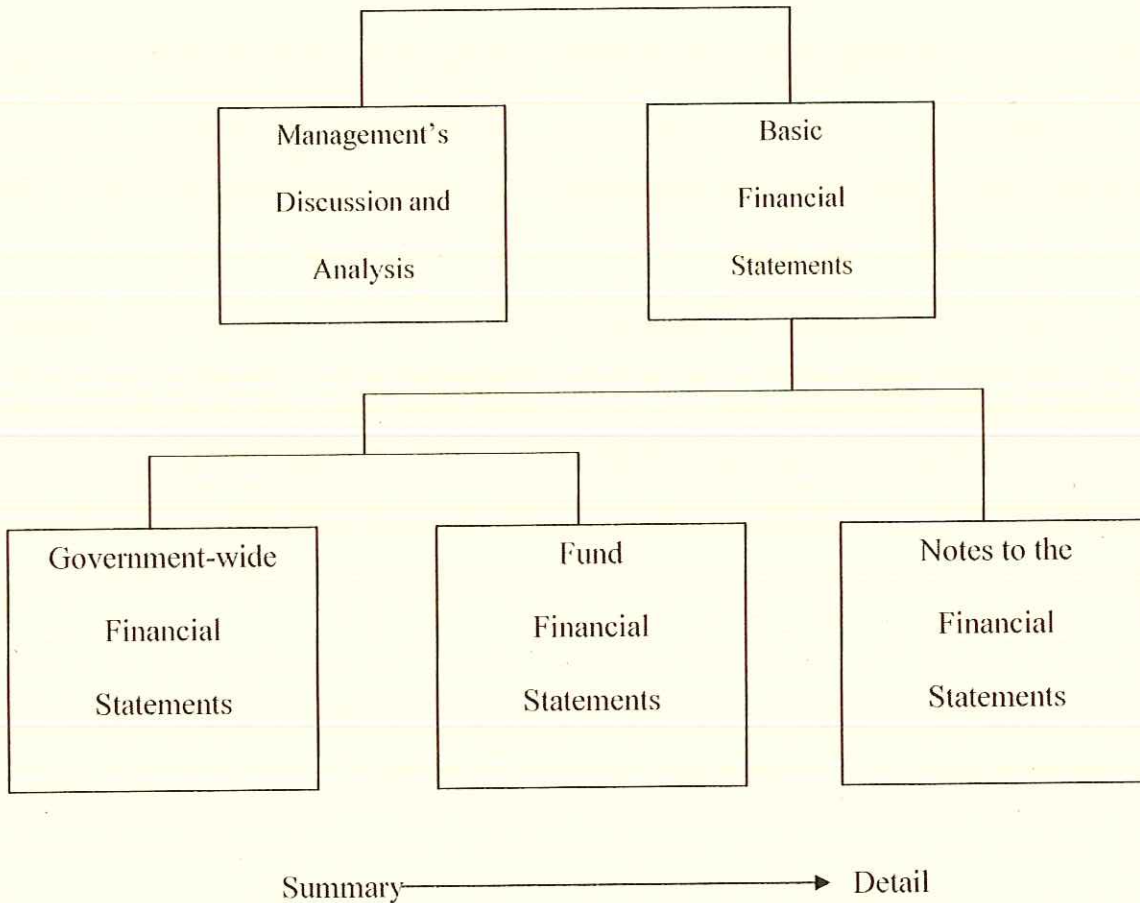 Management's
Discussion and
Analysis
Basic
Financial
Statements
Government-wide
Financial
Statements
Fund
Financial
Statements
Notes to the
Financial
Statements
Summary
Detail